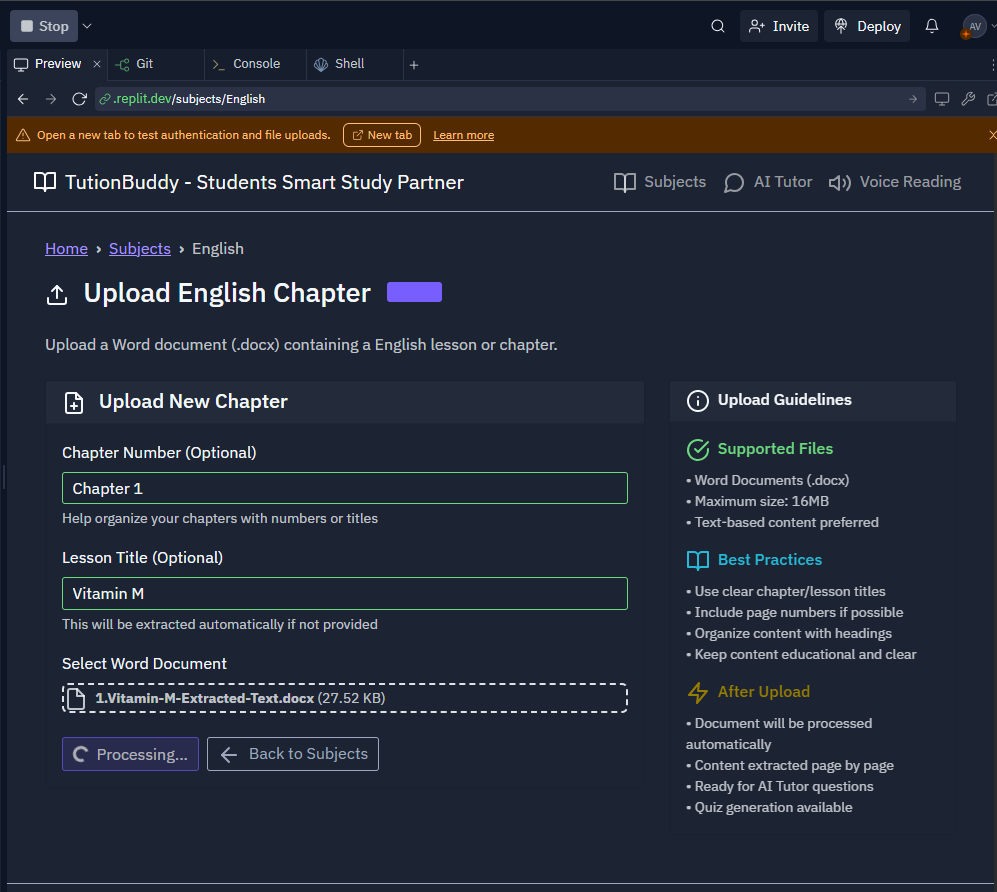 Stop
Invite
Deploy
AV
Preview
Git
Console
Shell
.replit.dev/subjects/English
Open a new tab to test authentication and file uploads.
New tab
Learn more
TutionBuddy - Students Smart Study Partner
Subjects
AI Tutor
Voice Reading
Home › Subjects › English
Upload English Chapter
Upload a Word document (.docx) containing a English lesson or chapter.
Upload New Chapter
Chapter Number (Optional)
Chapter 1
Help organize your chapters with numbers or titles
Lesson Title (Optional)
Vitamin M
This will be extracted automatically if not provided
Select Word Document
1.Vitamin-M-Extracted-Text.docx (27.52 KB)
Processing...
Back to Subjects
Upload Guidelines
Supported Files
• Word Documents (.docx)
• Maximum size: 16MB
• Text-based content preferred
Best Practices
• Use clear chapter/lesson titles
• Include page numbers if possible
• Organize content with headings
• Keep content educational and clear
After Upload
• Document will be processed
automatically
• Content extracted page by page
• Ready for AI Tutor questions
• Quiz generation available